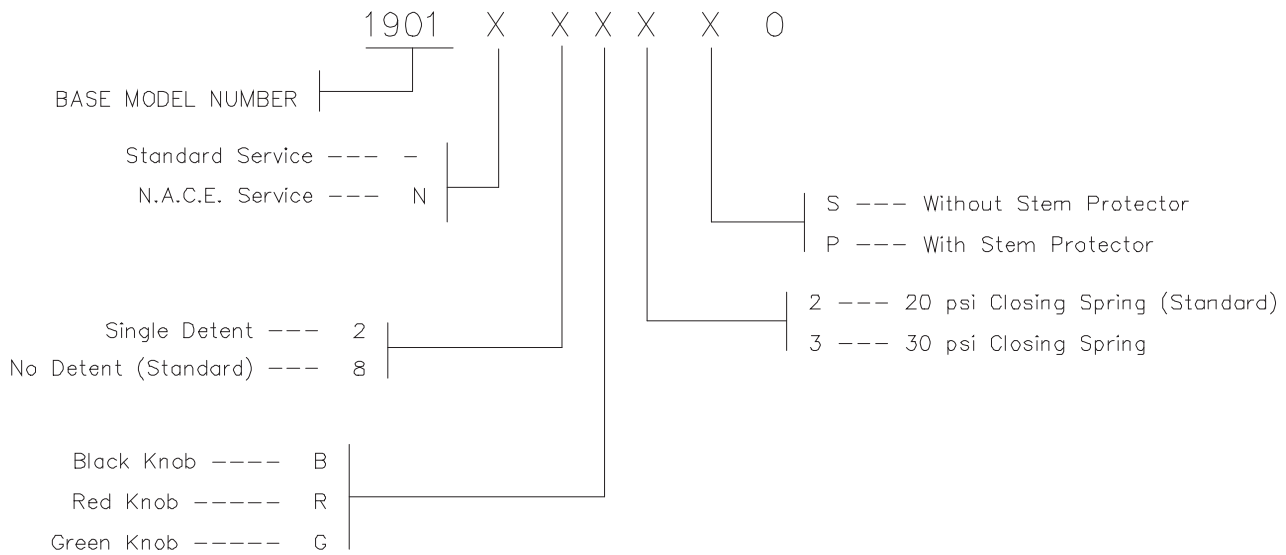 1901 X X X X X 0
BASE MODEL NUMBER
Standard Service --- -
N.A.C.E. Service --- N
S --- Without Stem Protector
P --- With Stem Protector
2 --- 20 psi Closing Spring (Standard)
3 --- 30 psi Closing Spring
Single Detent --- 2
No Detent (Standard) --- 8
Black Knob ---- B
Red Knob ----- R
Green Knob ----- G